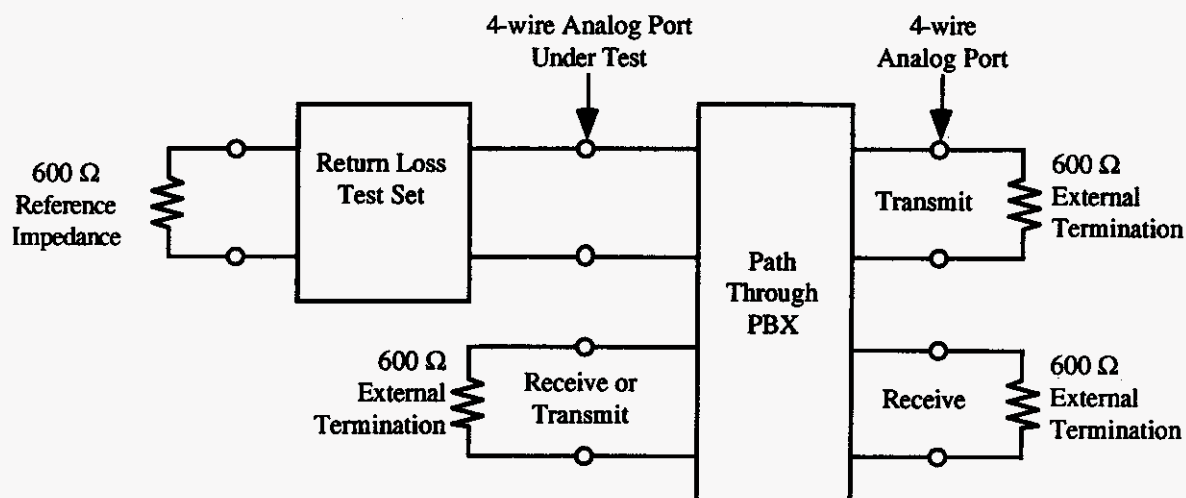 4-wire Analog Port
Under Test
4-wire
Analog Port
600 Ω
Reference
Impedance
Return Loss
Test Set
Transmit
600 Ω
External
Termination
Path
Through
PBX
600 Ω
External
Termination
Receive or
Transmit
Receive
600 Ω
External
Termination